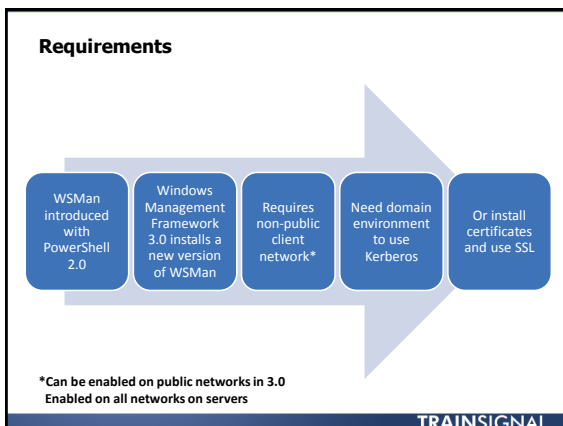 Requirements
WSMan
introduced
with
PowerShell
2.0
Windows
Management
Framework
3.0 installs a
new version
of WSMan
Requires
non-public
client
network*
Need domain
environment
to use
Kerberos
Or install
certificates
and use SSL
*Can be enabled on public networks in 3.0
Enabled on all networks on servers
TRAINSIGNAL